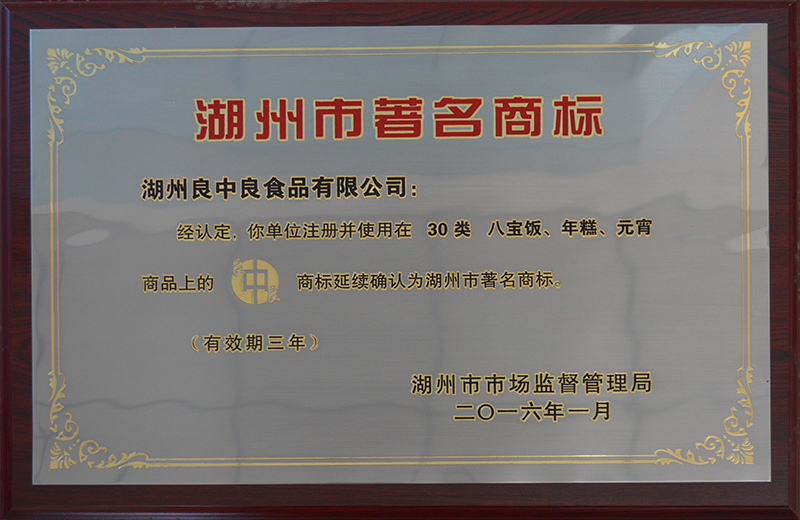 湖州市著名商标
湖州良中良食品有限公司：
经认定，你单位注册并使用在 30类 八宝饭、年糕、元宵
商品上的 中 商标延续确认为湖州市著名商标。
（有效期三年）
湖州市市场监督管理局
二〇一六年一月